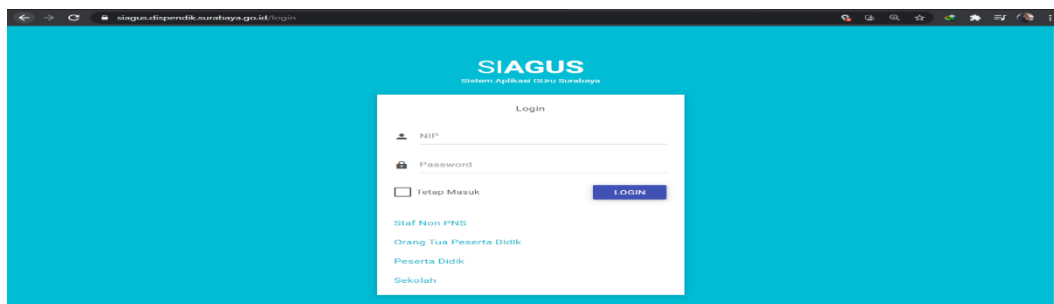 siagus.dispendik.surabaya.go.id/login
SIAGUS
Sistem Aplikasi GUru Surabaya
Login
NIP
Password
Tetap Masuk
LOGIN
Staf Non PNS
Orang Tua Peserta Didik
Peserta Didik
Sekolah